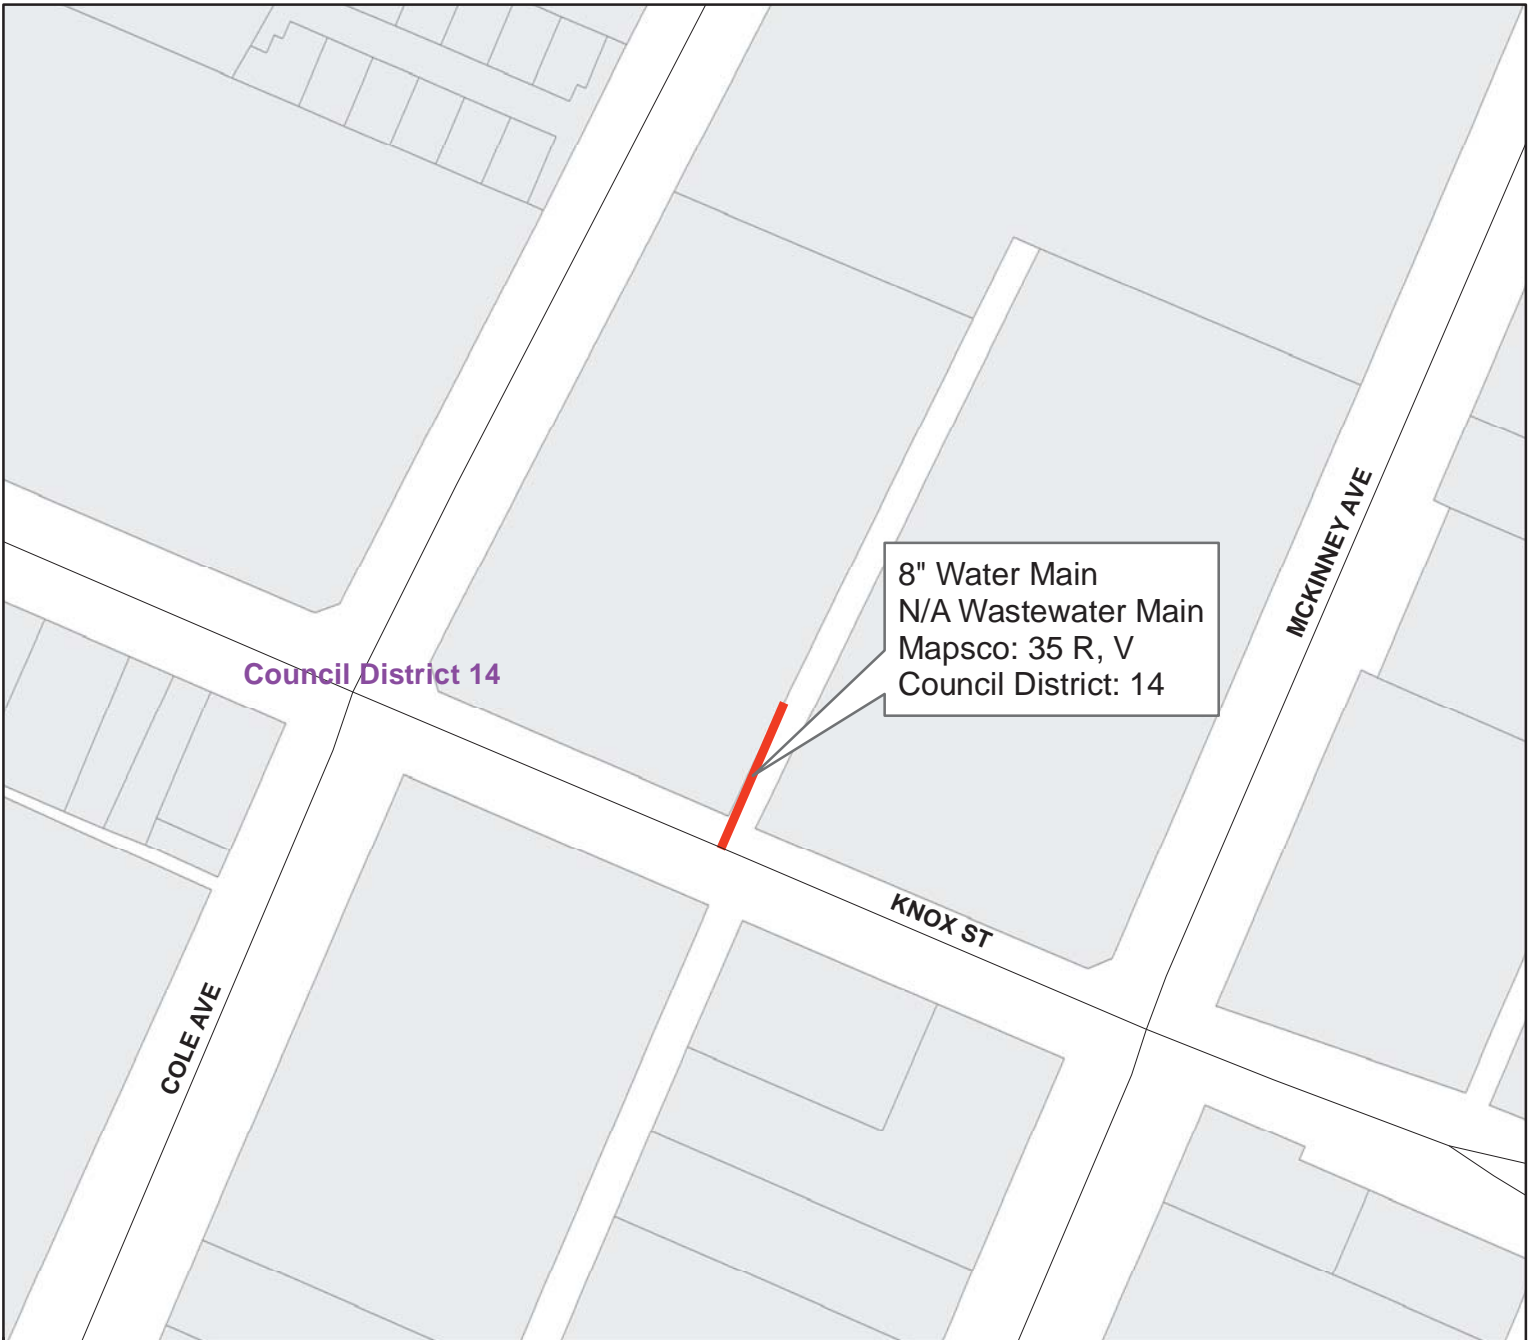 MCKINNEY AVE
8" Water Main
N/A Wastewater Main
Mapsco: 35 R, V
Council District: 14
Council District 14
KNOX ST
COLE AVE